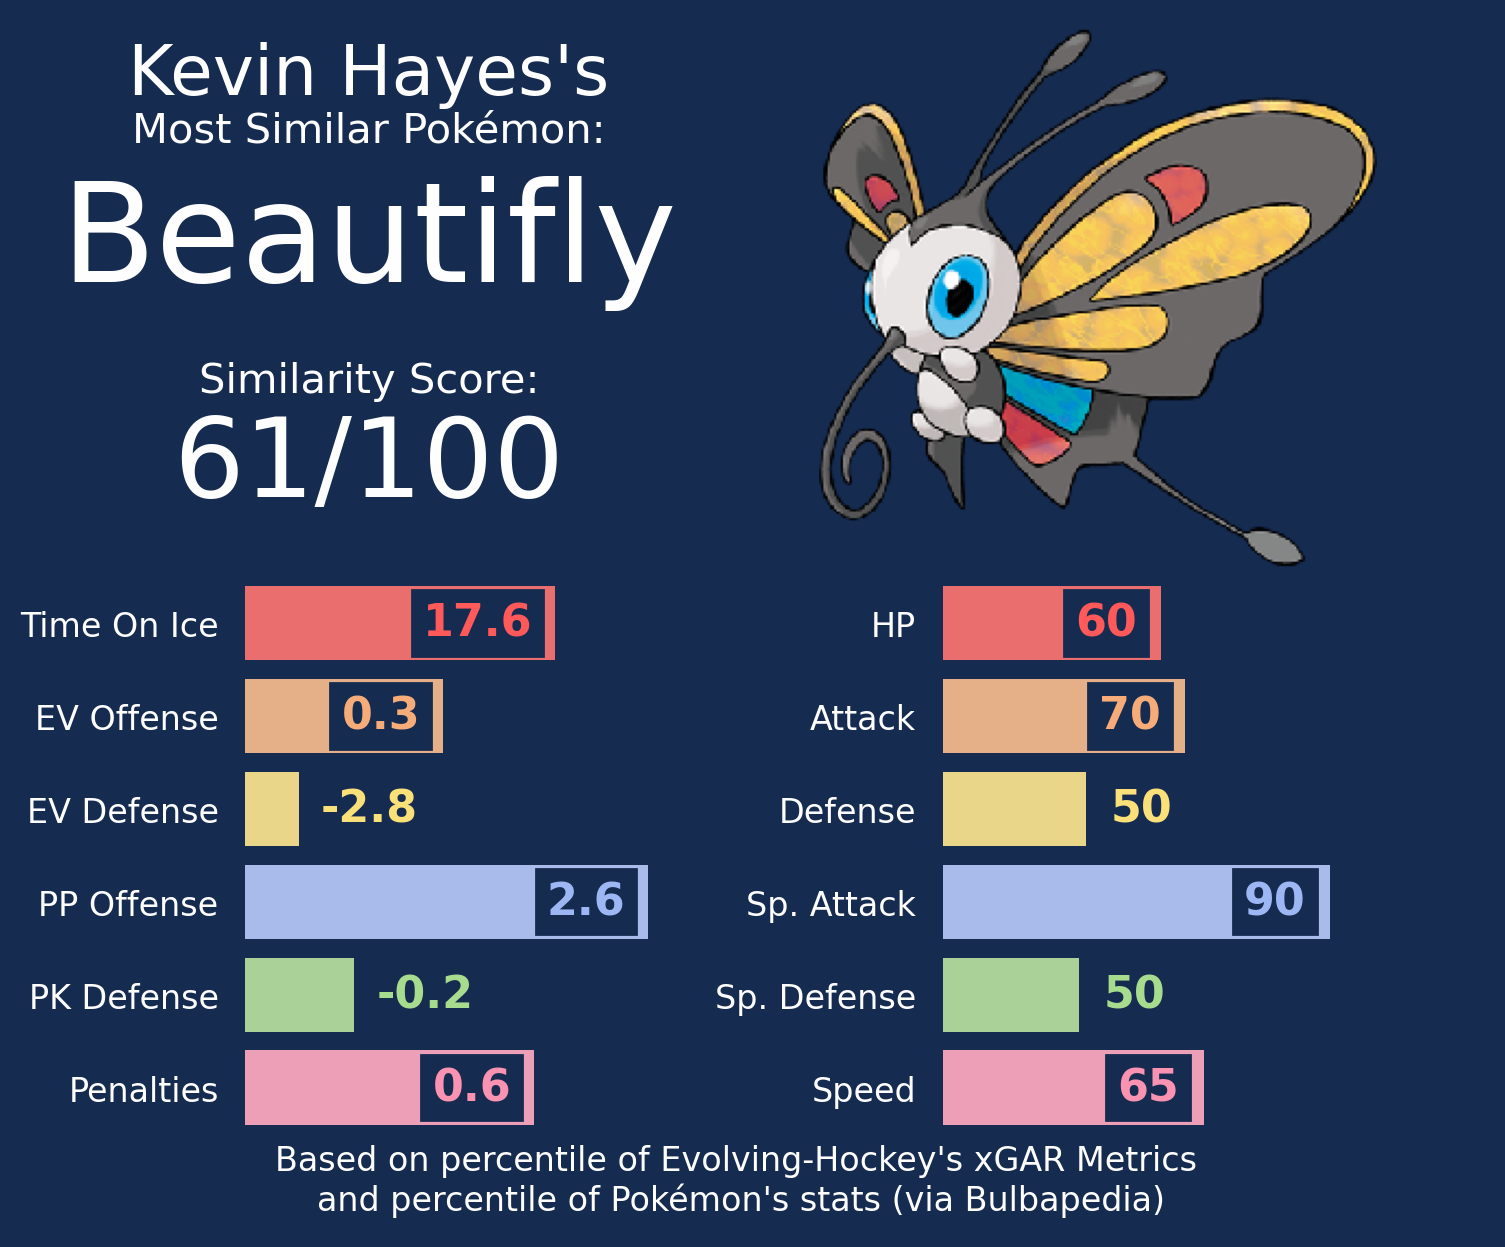 Kevin Hayes's
Most Similar Pokémon:
Beautifly
Similarity Score:
61/100
Time On Ice 17.6
EV Offense 0.3
EV Defense -2.8
PP Offense 2.6
PK Defense -0.2
Penalties 0.6
HP 60
Attack 70
Defense 50
Sp. Attack 90
Sp. Defense 50
Speed 65
Based on percentile of Evolving-Hockey's xGAR Metrics
and percentile of Pokémon's stats (via Bulbapedia)